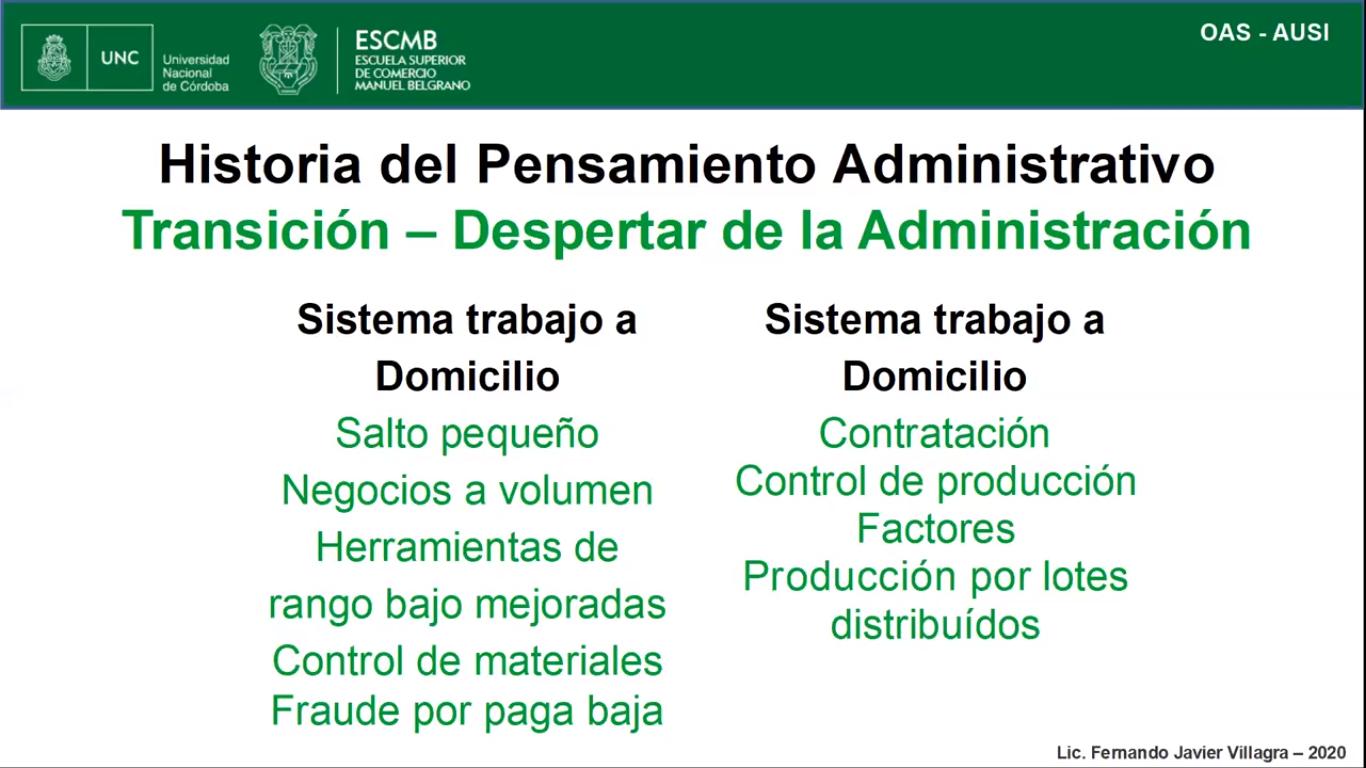 UNC
Universidad
Nacional
de Córdoba
ESCMB
ESCUELA SUPERIOR
DE COMERCIO
MANUEL BELGRANO
OAS - AUSI
Historia del Pensamiento Administrativo
Transición – Despertar de la Administración
Sistema trabajo a
Domicilio
Salto pequeño
Negocios a volumen
Herramientas de
rango bajo mejoradas
Control de materiales
Fraude por paga baja
Sistema trabajo a
Domicilio
Contratación
Control de producción
Factores
Producción por lotes
distribuídos
Lic. Fernando Javier Villagra – 2020